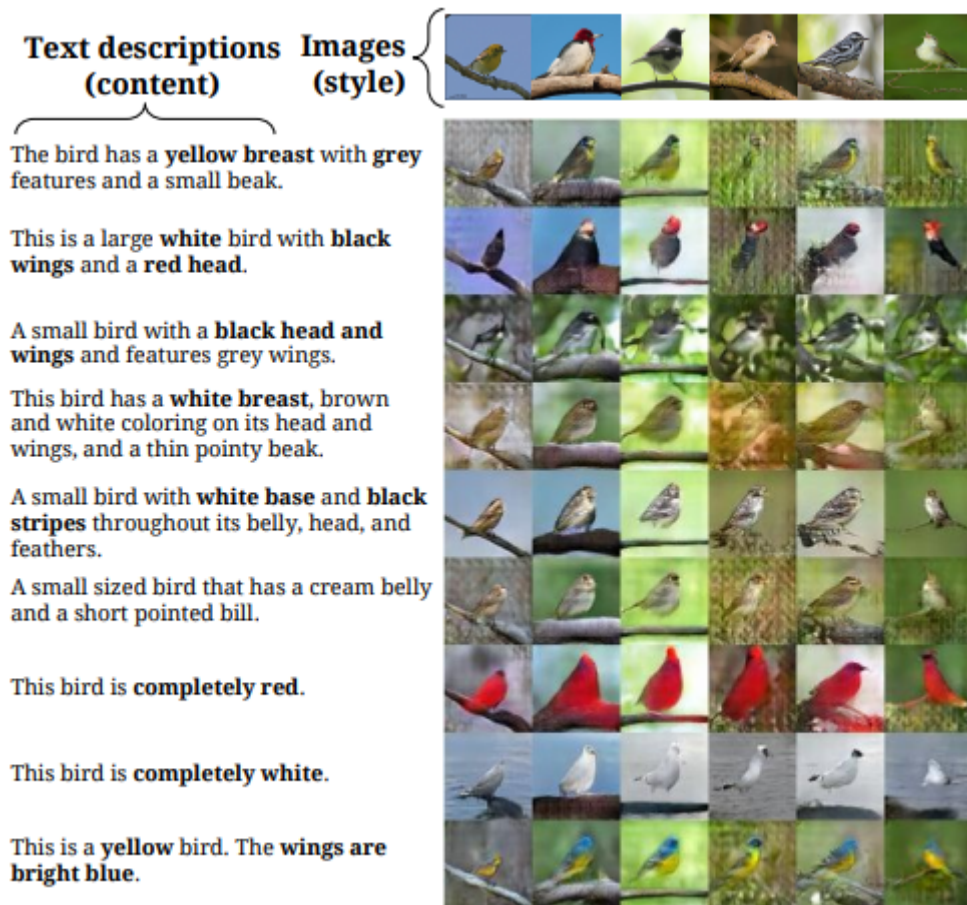 Text descriptions
(content)
Images
(style)
The bird has a yellow breast with grey
features and a small beak.
This is a large white bird with black
wings and a red head.
A small bird with a black head and
wings and features grey wings.
This bird has a white breast, brown
and white coloring on its head and
wings, and a thin pointy beak.
A small bird with white base and black
stripes throughout its belly, head, and
feathers.
A small sized bird that has a cream belly
and a short pointed bill.
This bird is completely red.
This bird is completely white.
This is a yellow bird. The wings are
bright blue.